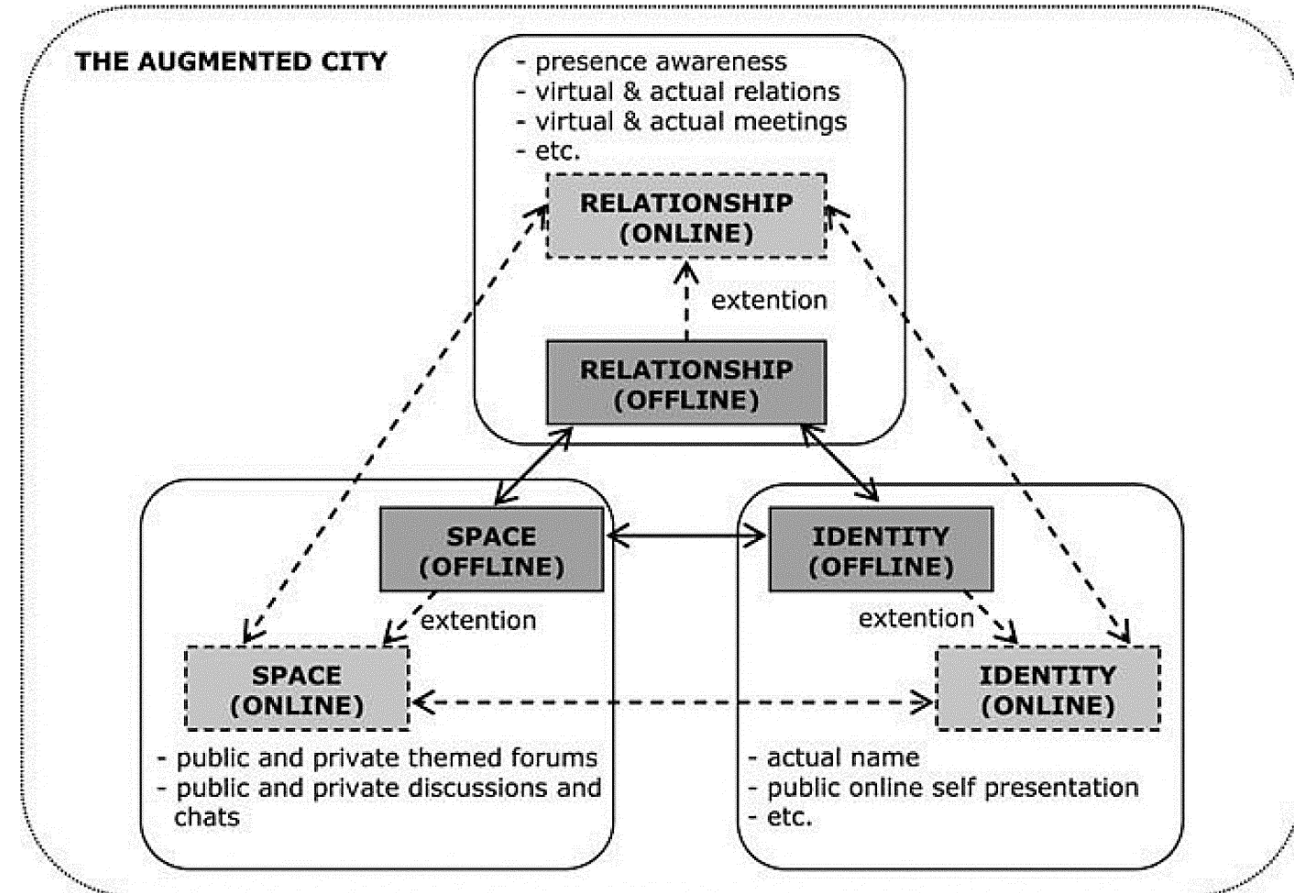 THE AUGMENTED CITY
- presence awareness
- virtual & actual relations
- virtual & actual meetings
- etc.
RELATIONSHIP
(ONLINE)
extention
RELATIONSHIP
(OFFLINE)
SPACE
(OFFLINE)
extention
SPACE
(ONLINE)
- public and private themed forums
- public and private discussions and
chats
IDENTITY
(OFFLINE)
extention
IDENTITY
(ONLINE)
- actual name
- public online self presentation
- etc.